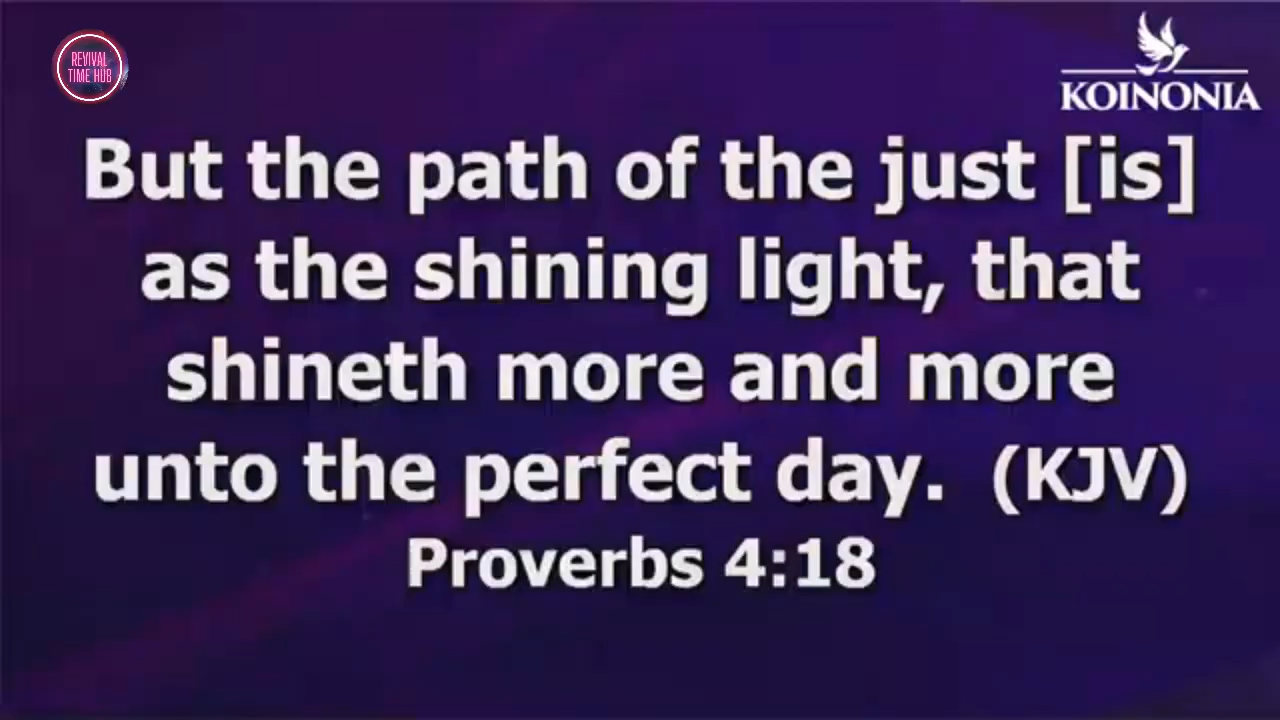 REVIVAL
TIME HUB
KOINONIA
But the path of the just [is]
as the shining light, that
shineth more and more
unto the perfect day.  (KJV)
Proverbs 4:18